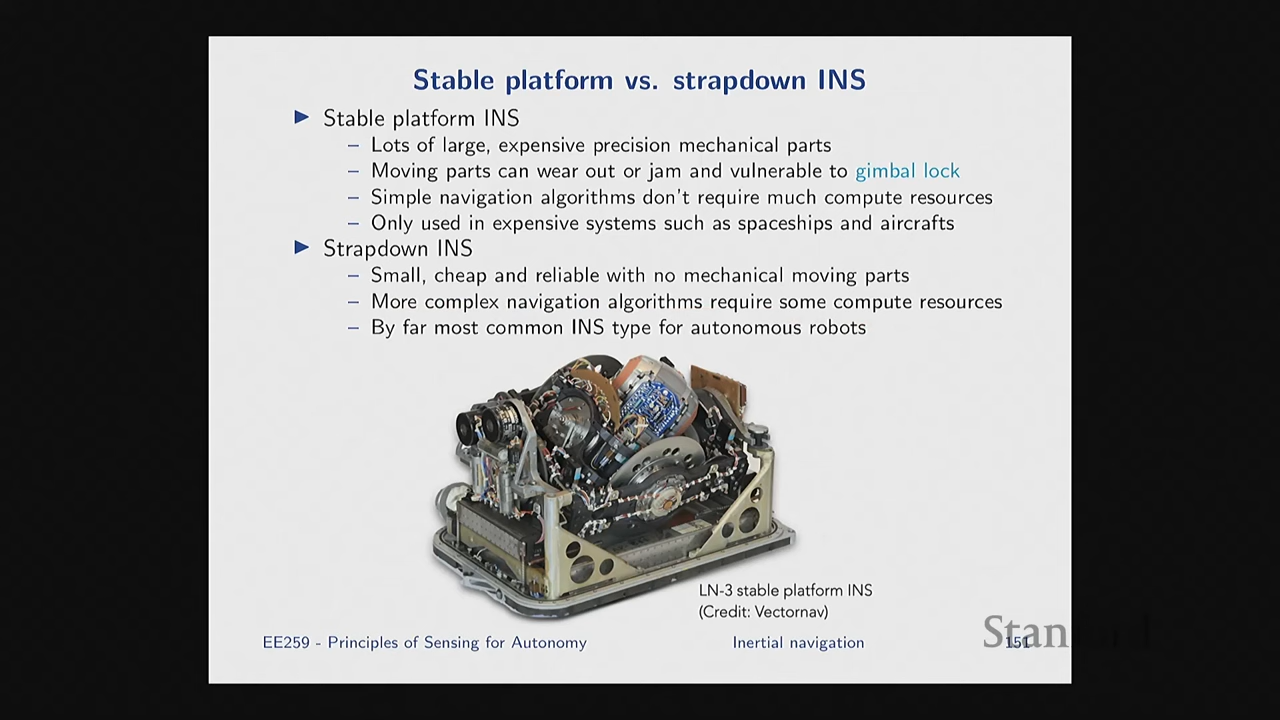 Stable platform vs. strapdown INS
▶ Stable platform INS
– Lots of large, expensive precision mechanical parts
– Moving parts can wear out or jam and vulnerable to gimbal lock
– Simple navigation algorithms don't require much compute resources
– Only used in expensive systems such as spaceships and aircrafts
▶ Strapdown INS
– Small, cheap and reliable with no mechanical moving parts
– More complex navigation algorithms require some compute resources
– By far most common INS type for autonomous robots
LN-3 stable platform INS
(Credit: Vectornav)
EE259 - Principles of Sensing for Autonomy
Inertial navigation
151
Stanford